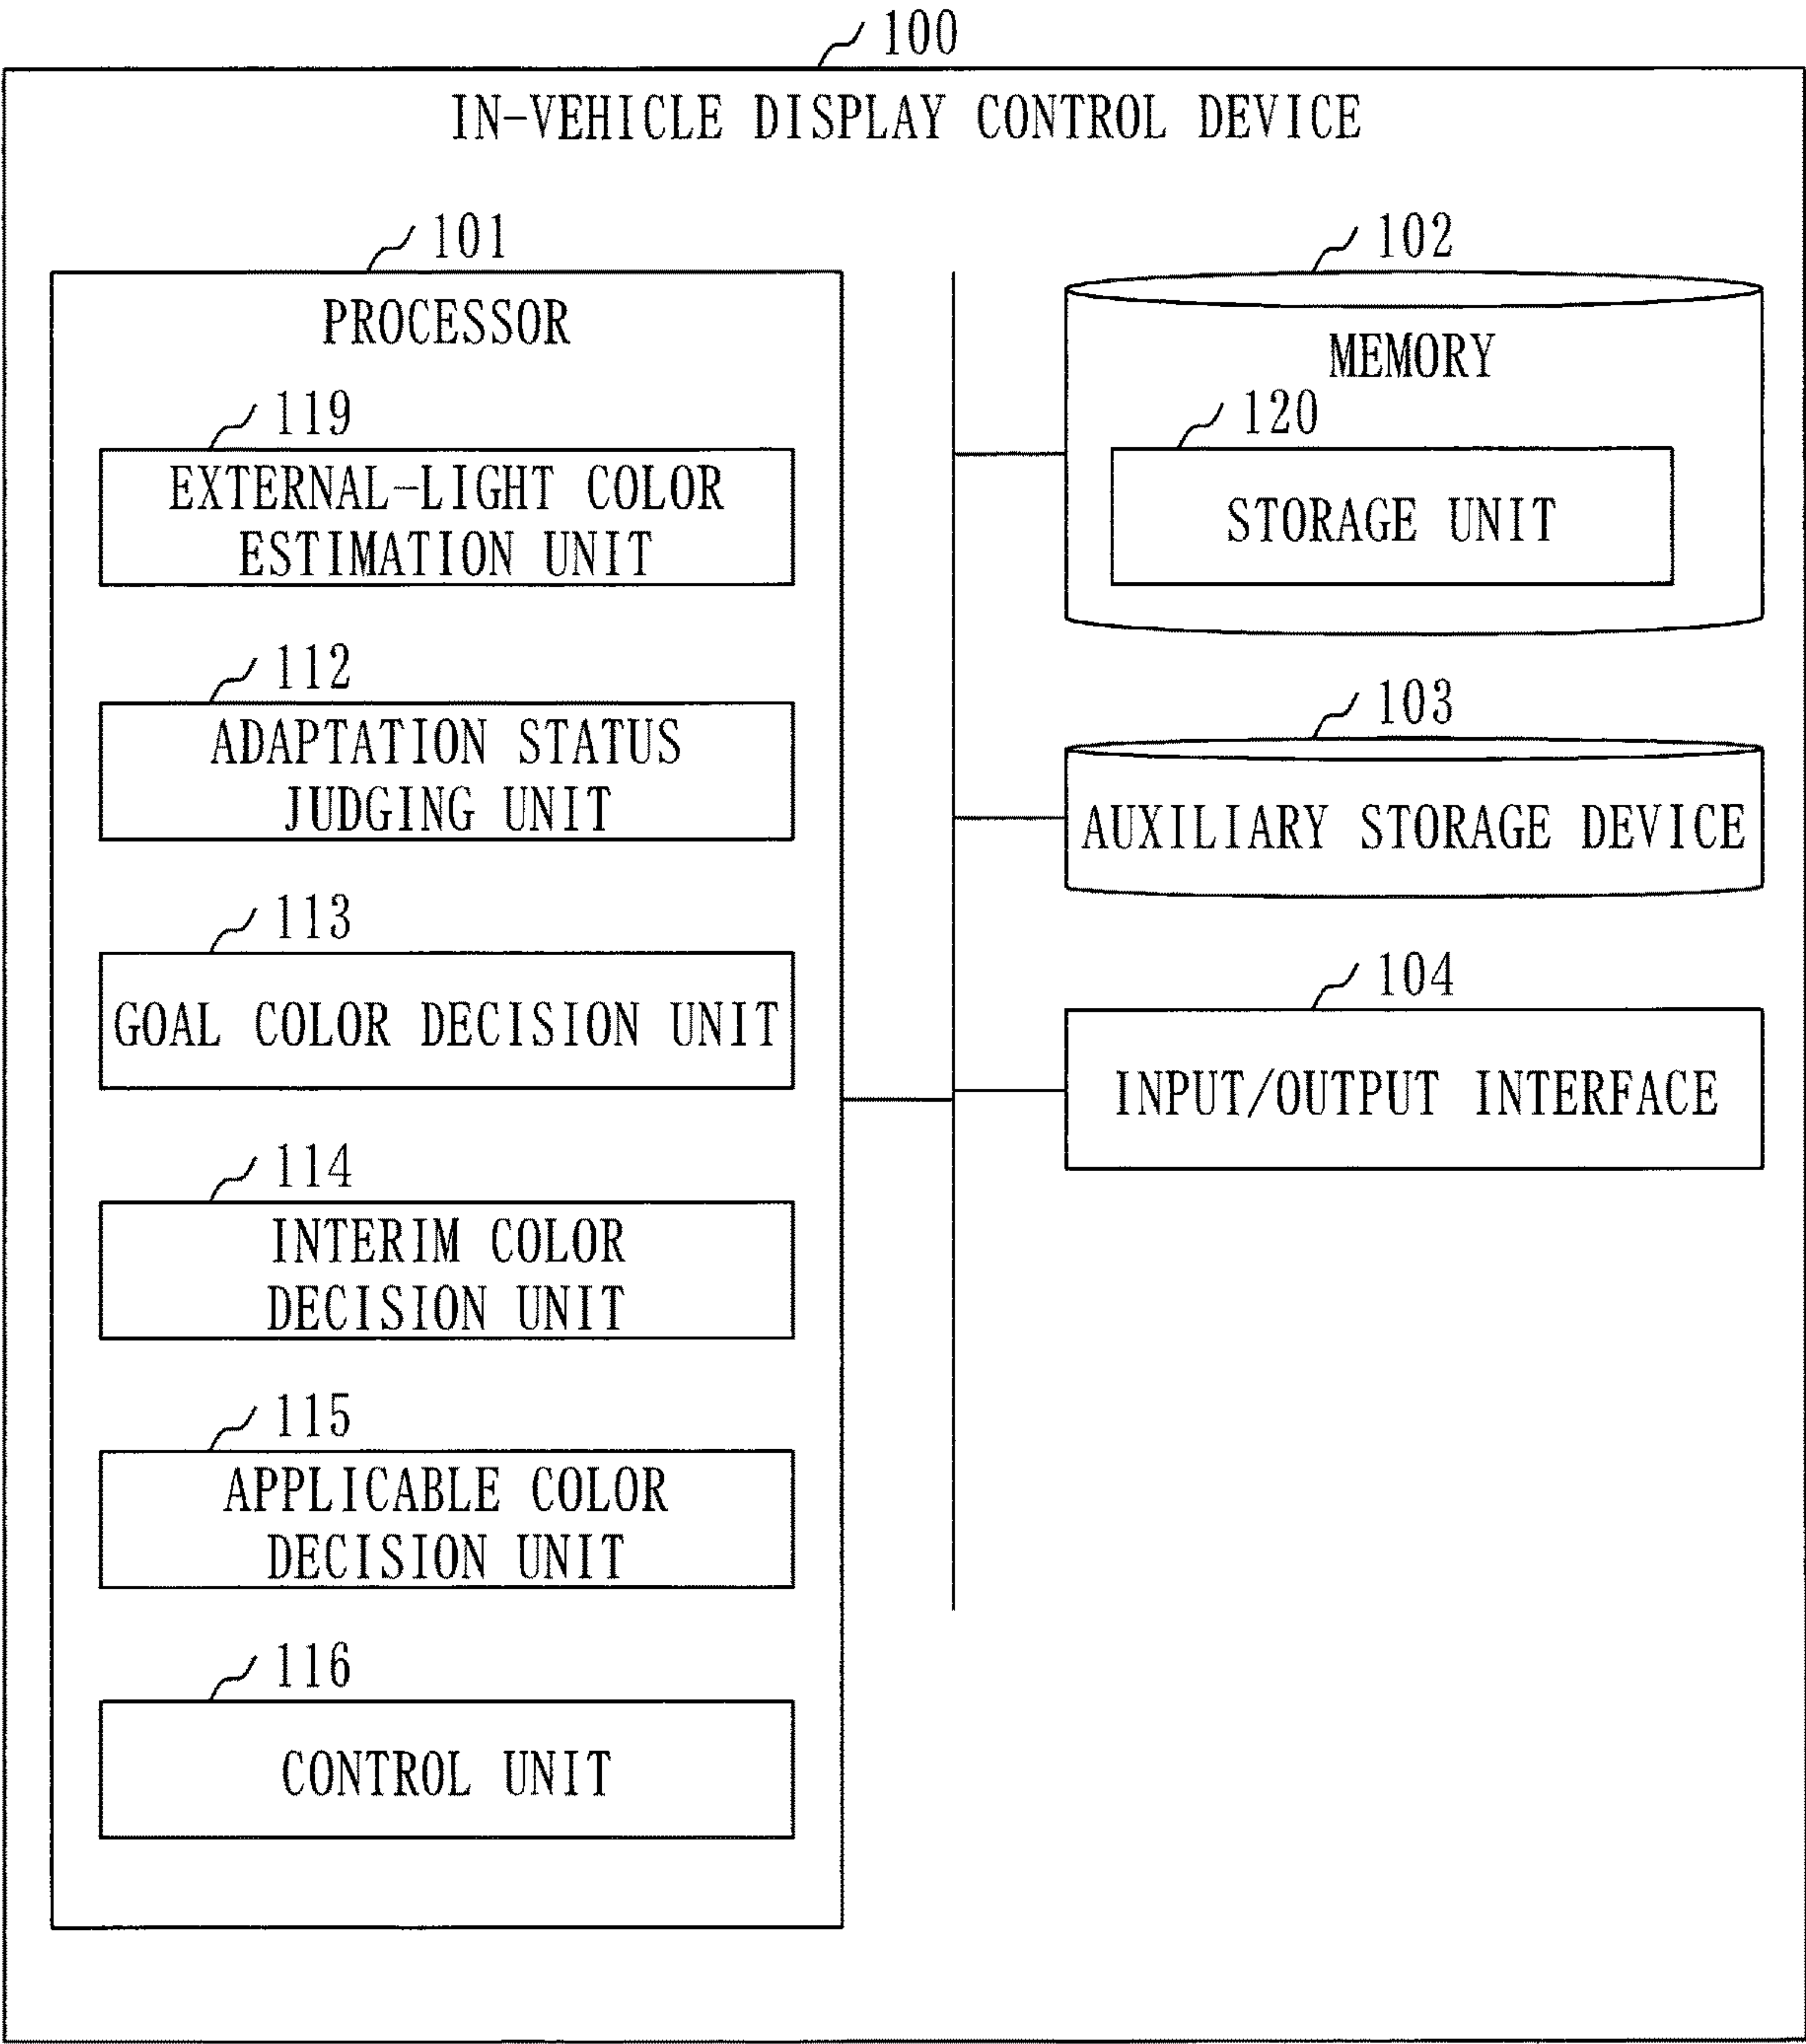 100
IN-VEHICLE DISPLAY CONTROL DEVICE
101
PROCESSOR
119
EXTERNAL-LIGHT COLOR
ESTIMATION UNIT
112
ADAPTATION STATUS
JUDGING UNIT
113
GOAL COLOR DECISION UNIT
114
INTERIM COLOR
DECISION UNIT
115
APPLICABLE COLOR
DECISION UNIT
116
CONTROL UNIT
102
MEMORY
120
STORAGE UNIT
103
AUXILIARY STORAGE DEVICE
104
INPUT/OUTPUT INTERFACE